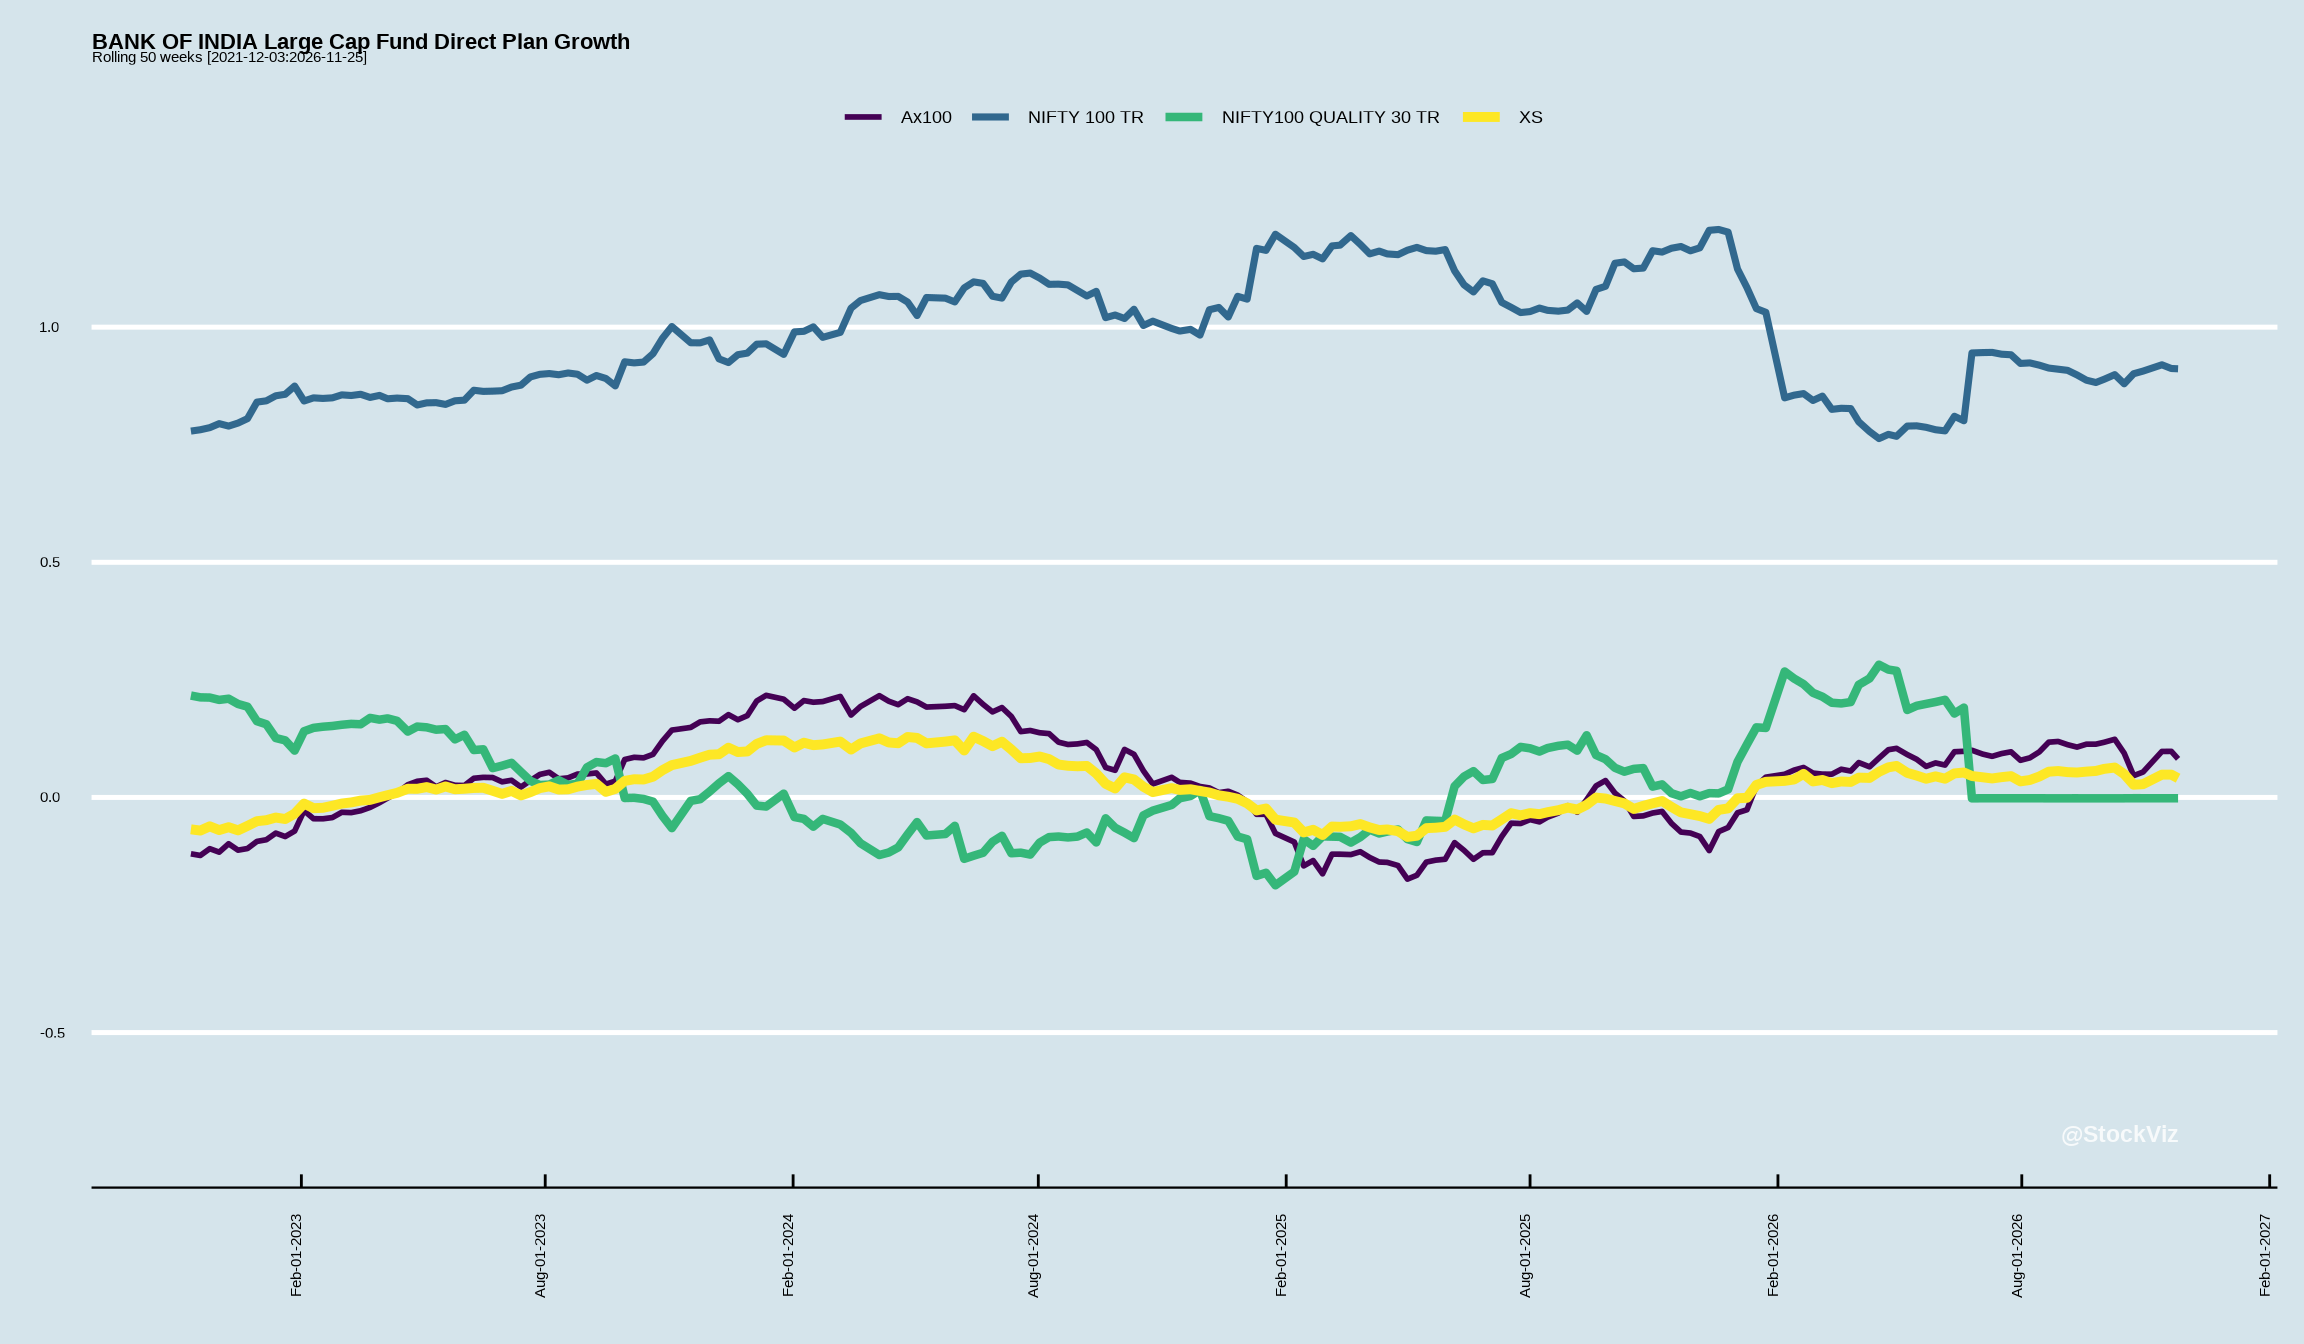 BANK OF INDIA Large Cap Fund Direct Plan Growth
Rolling 50 weeks [2021-12-03:2026-11-25]
Ax100 NIFTY 100 TR NIFTY100 QUALITY 30 TR XS
1.0
0.5
0.0
-0.5
@StockViz
Feb-01-2023 Aug-01-2023 Feb-01-2024 Aug-01-2024 Feb-01-2025 Aug-01-2025 Feb-01-2026 Aug-01-2026 Feb-01-2027